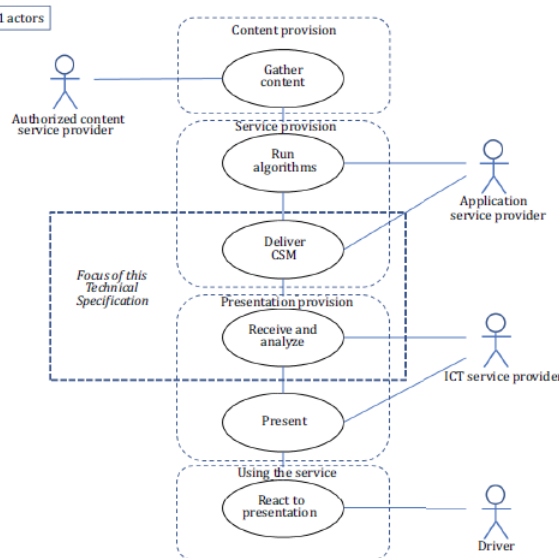 1 actors
Content provision
Gather
content
Authorized content
service provider
Service provision
Run
algorithms
Application
service provider
Deliver
CSM
Focus of this
Technical
Specification
Presentation provision
Receive and
analyze
ICT service provider
Present
Using the service
React to
presentation
Driver